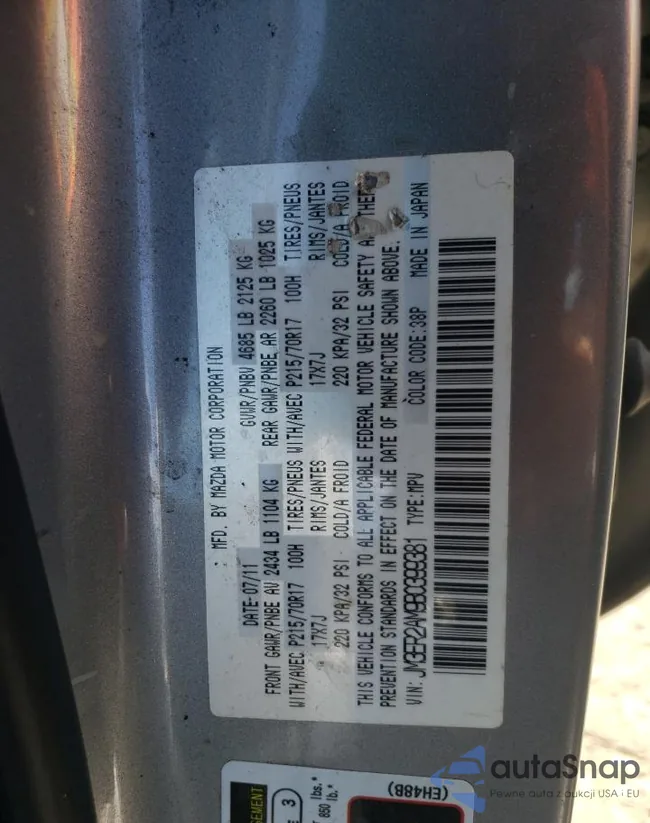 MFD. BY MAZDA MOTOR CORPORATION
DATE: 07/11 GVWR/PNBV 4685 LB 2125 KG
FRONT GAWR/PNBE AV 2434 LB 1104 KG REAR GAWR/PNBE AR 2260 LB 1025 KG
WITH/AVEC P215/70R17 100H TIRES/PNEUS WITH/AVEC P215/70R17 100H TIRES/PNEUS
17X7J RIMS/JANTES 17X7J RIMS/JANTES
220 KPA/32 PSI COLD/A FROID 220 KPA/32 PSI COLD/A FROID
THIS VEHICLE CONFORMS TO ALL APPLICABLE FEDERAL MOTOR VEHICLE SAFETY THEFT
PREVENTION STANDARDS IN EFFECT ON THE DATE OF MANUFACTURE SHOWN ABOVE.
VIN: JM3ER2AM9B0399381 TYPE:MPV COLOR CODE:38P MADE IN JAPAN
3
lbs.*
650 lb.*
(EH48B)
autaSnap
Pewne auta z aukcji USA i EU